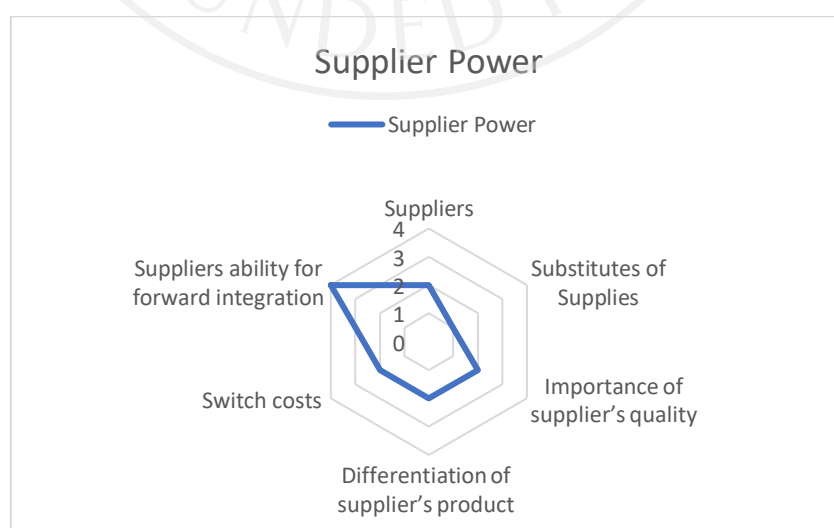 UNDED
Supplier Power
Supplier Power
Suppliers
4
3
2
1
0
Substitutes of
Supplies
Importance of
supplier’s quality
Differentiation of
supplier’s product
Switch costs
Suppliers ability for
forward integration